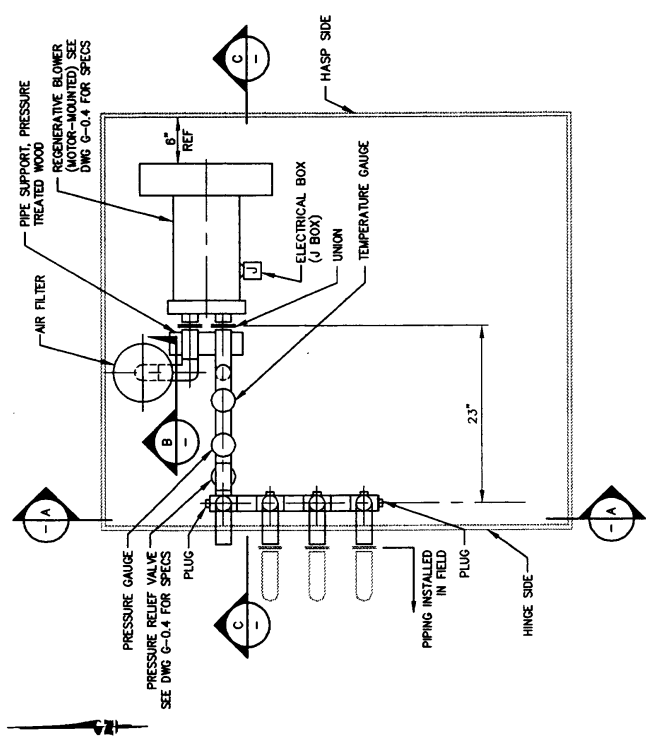 C
–
HASP SIDE
PIPE SUPPORT, PRESSURE
TREATED WOOD
REGENERATIVE BLOWER
(MOTOR-MOUNTED) SEE
DWG G-0.4 FOR SPECS
6"
REF
AIR FILTER
J
ELECTRICAL BOX
(J BOX)
UNION
TEMPERATURE GAUGE
B
–
23"
A
–
A
–
PRESSURE GAUGE
PRESSURE RELIEF VALVE
SEE DWG G-0.4 FOR SPECS
PLUG
C
–
PIPING INSTALLED
IN FIELD
PLUG
HINGE SIDE